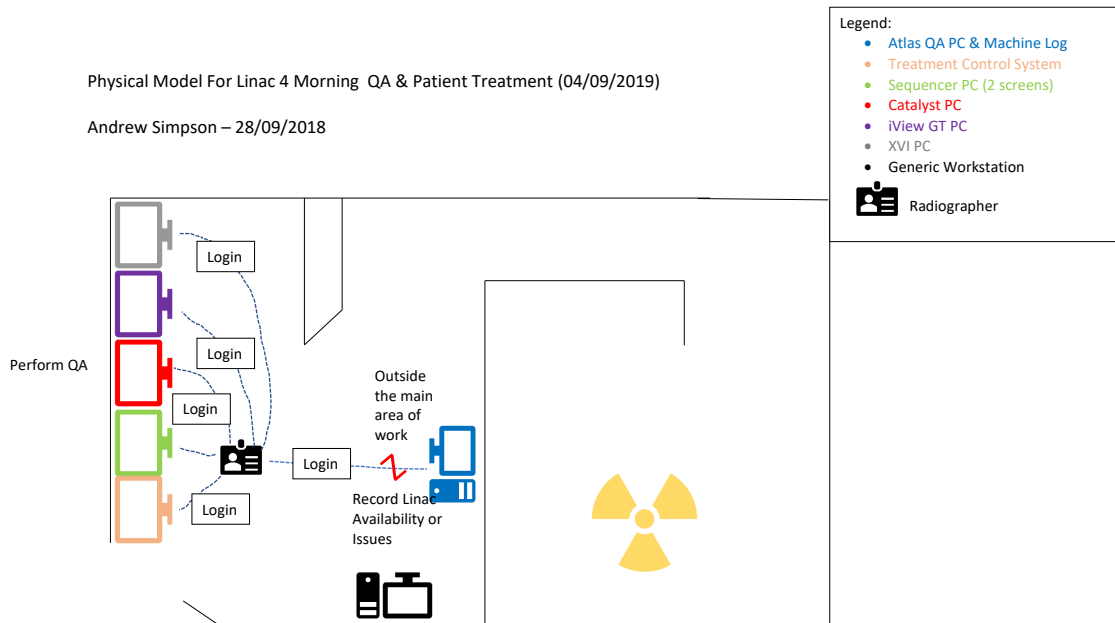 Physical Model For Linac 4 Morning QA & Patient Treatment (04/09/2019)
Andrew Simpson – 28/09/2018
Legend:
• Atlas QA PC & Machine Log
• Treatment Control System
• Sequencer PC (2 screens)
• Catalyst PC
• iView GT PC
• XVI PC
• Generic Workstation
Radiographer
Login
Login
Perform QA
Login
Outside
the main
area of
work
Login
Login
Record Linac
Availability or
Issues